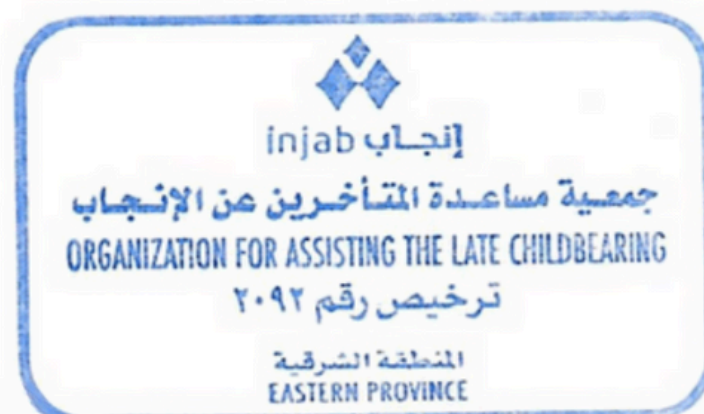 injab إنجاب
جمعية مساعدة المتأخرين عن الإنجاب
ORGANIZATION FOR ASSISTING THE LATE CHILDBEARING
ترخيص رقم ٢٠٩٢
المنطقة الشرقية
EASTERN PROVINCE